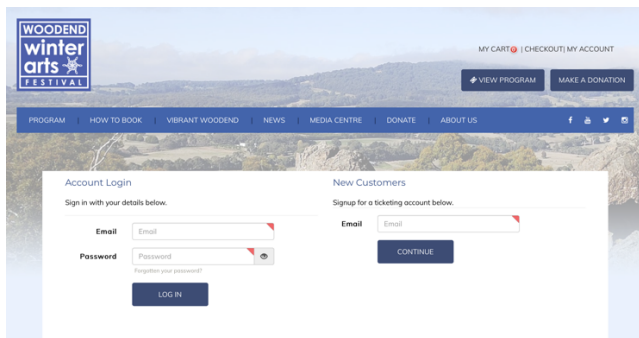 WOODEND
winter
arts
FESTIVAL
MY CART 0 | CHECKOUT| MY ACCOUNT
VIEW PROGRAM
MAKE A DONATION
PROGRAM | HOW TO BOOK | VIBRANT WOODEND | NEWS | MEDIA CENTRE | DONATE | ABOUT US
Account Login
Sign in with your details below.
Email
Email
Password
Password
Forgotten your password?
LOG IN
New Customers
Signup for a ticketing account below.
Email
Email
CONTINUE